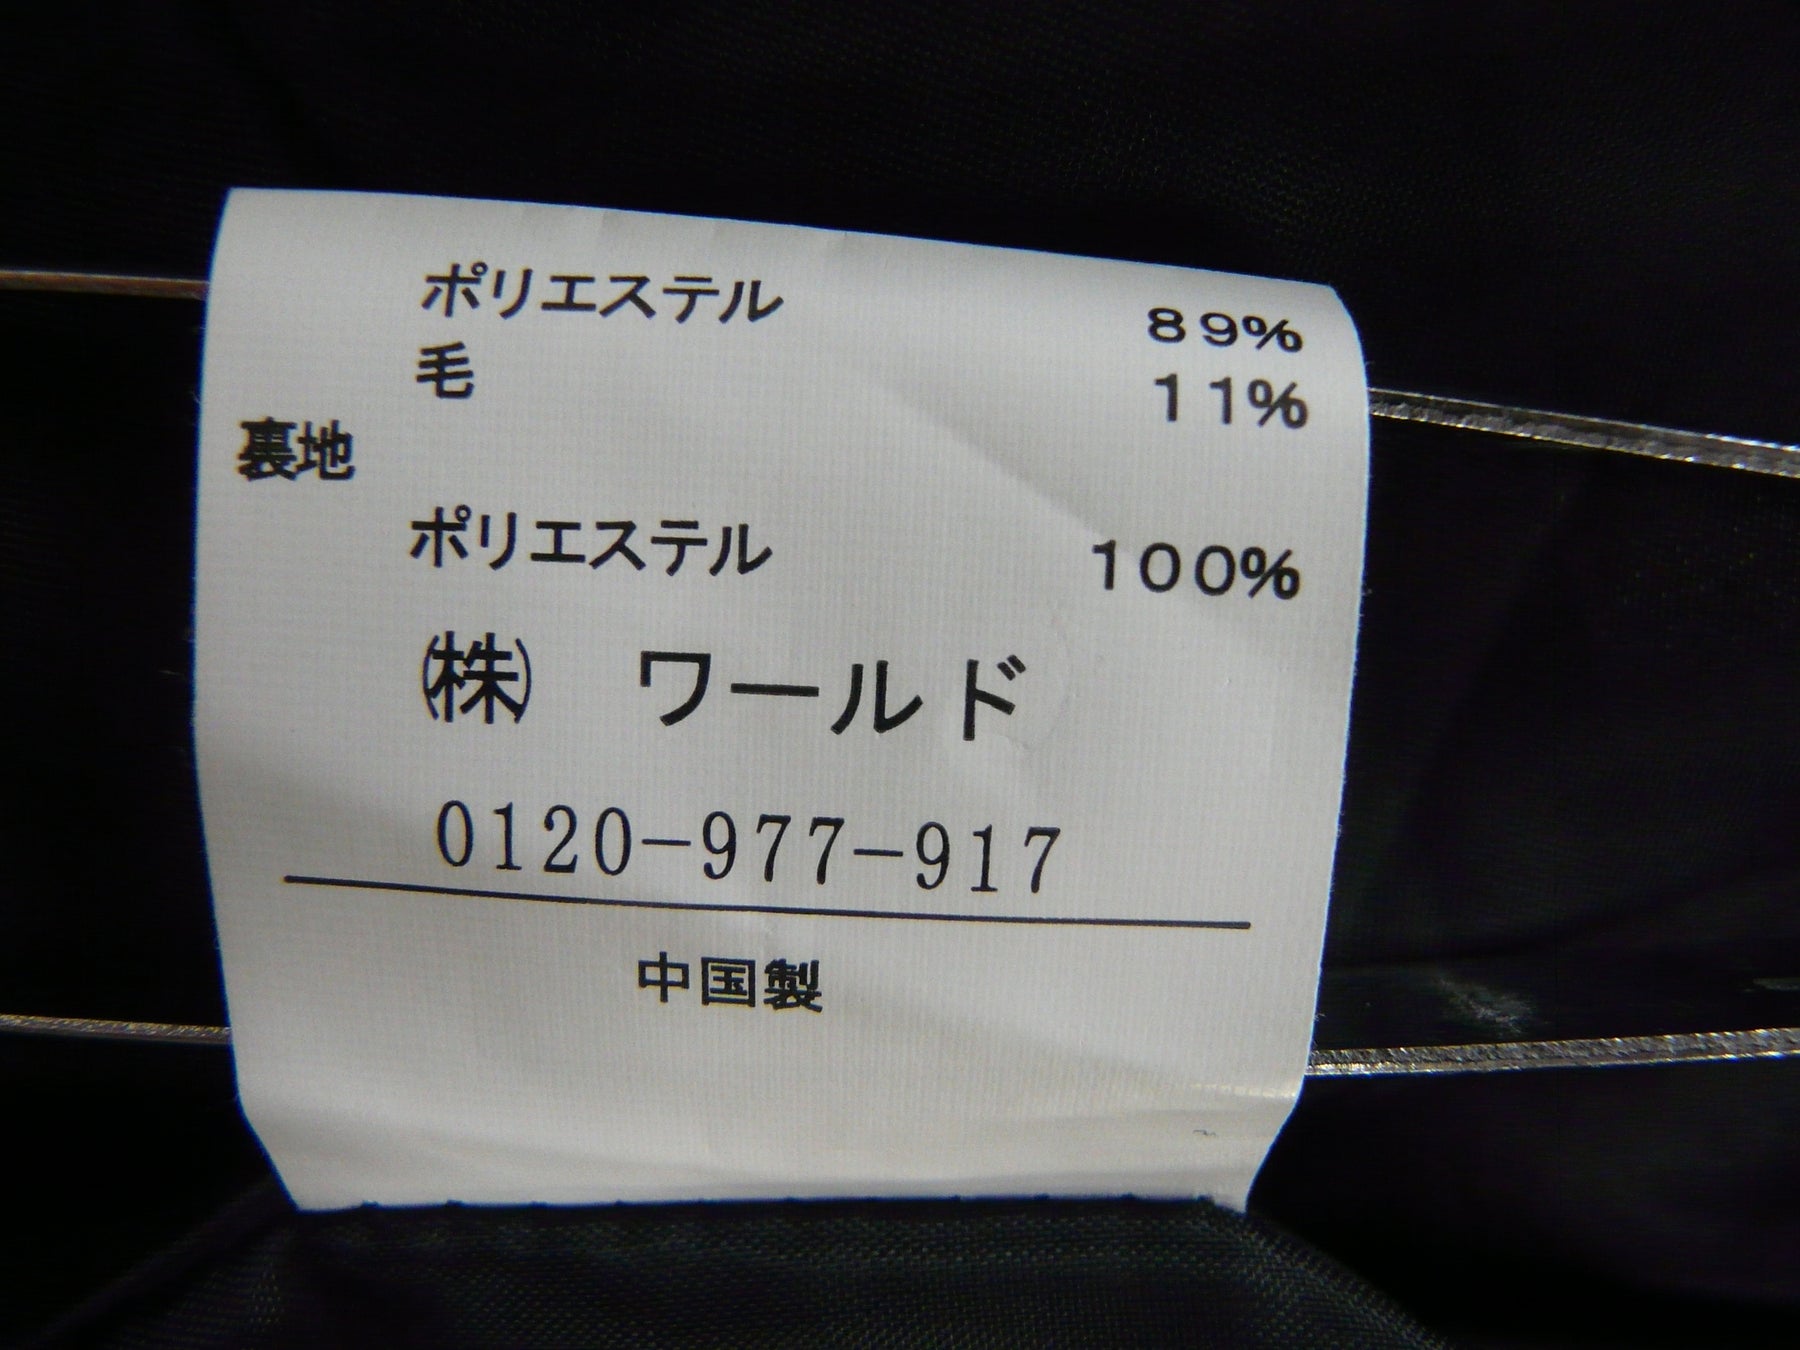 ポリエステル 89%
毛 11%
裏地
ポリエステル 100%
㈱ ワールド
0120-977-917
中国製